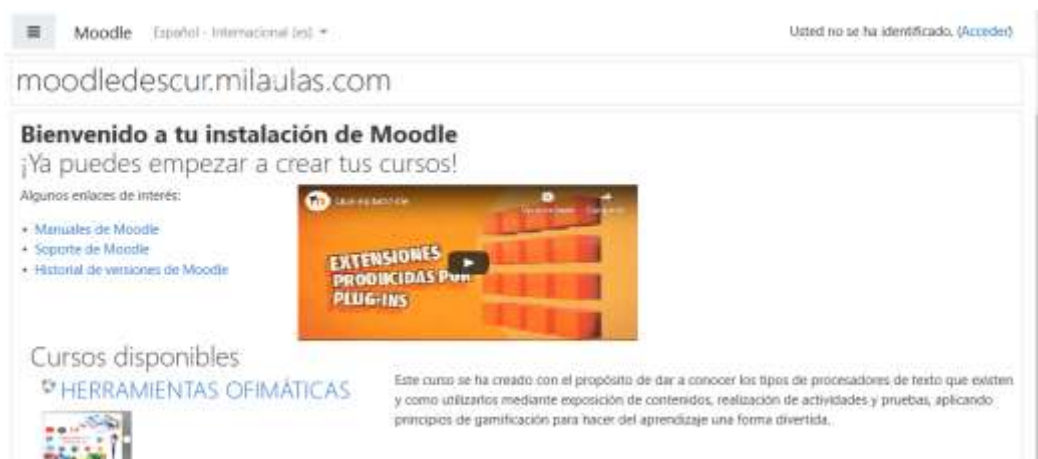 Moodle Español - Internacional (es)
Usted no se ha identificado. (Acceder)
moodledescur.milaulas.com
Bienvenido a tu instalación de Moodle
¡Ya puedes empezar a crear tus cursos!
Algunos enlaces de interés:
• Manuales de Moodle
• Soporte de Moodle
• Historial de versiones de Moodle
EXTENSIONES
PRODUCIDAS POR
PLUG-INS
Cursos disponibles
HERRAMIENTAS OFIMÁTICAS
Este curso se ha creado con el propósito de dar a conocer los tipos de procesadores de texto que existen
y como utilizarlos mediante exposición de contenidos, realización de actividades y pruebas, aplicando
principios de gamificación para hacer del aprendizaje una forma divertida.